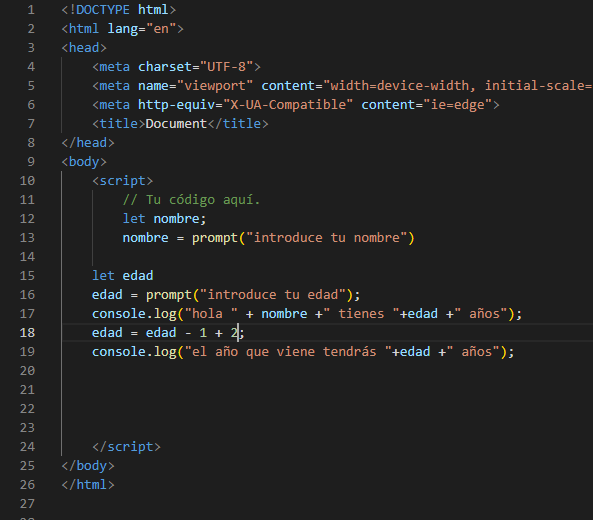 1 <!DOCTYPE html>
2 <html lang="en">
3 <head>
4 <meta charset="UTF-8">
5 <meta name="viewport" content="width=device-width, initial-scale=
6 <meta http-equiv="X-UA-Compatible" content="ie=edge">
7 <title>Document</title>
8 </head>
9 <body>
10 <script>
11 // Tu código aquí.
12 let nombre;
13 nombre = prompt("introduce tu nombre")
14
15 let edad
16 edad = prompt("introduce tu edad");
17 console.log("hola " + nombre +" tienes "+edad +" años");
18 edad = edad - 1 + 2;
19 console.log("el año que viene tendrás "+edad +" años");
20
21
22
23
24 </script>
25 </body>
26 </html>
27